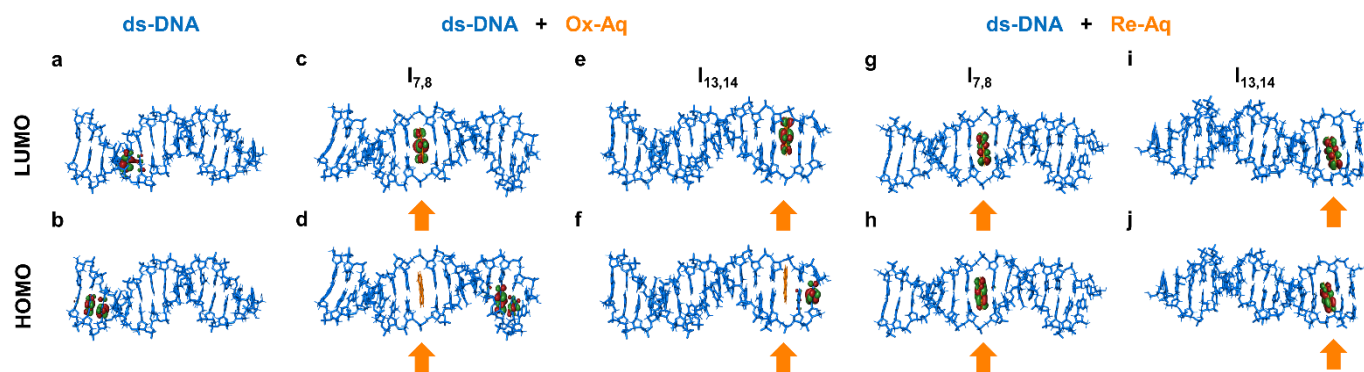 ds-DNA ds-DNA + Ox-Aq ds-DNA + Re-Aq
a c e g i
I7,8 I13,14 I7,8 I13,14
LUMO
b d f h j
HOMO